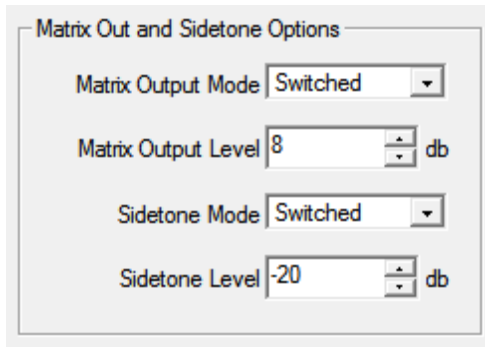 Matrix Out and Sidetone Options
Matrix Output Mode Switched
Matrix Output Level 8 db
Sidetone Mode Switched
Sidetone Level -20 db